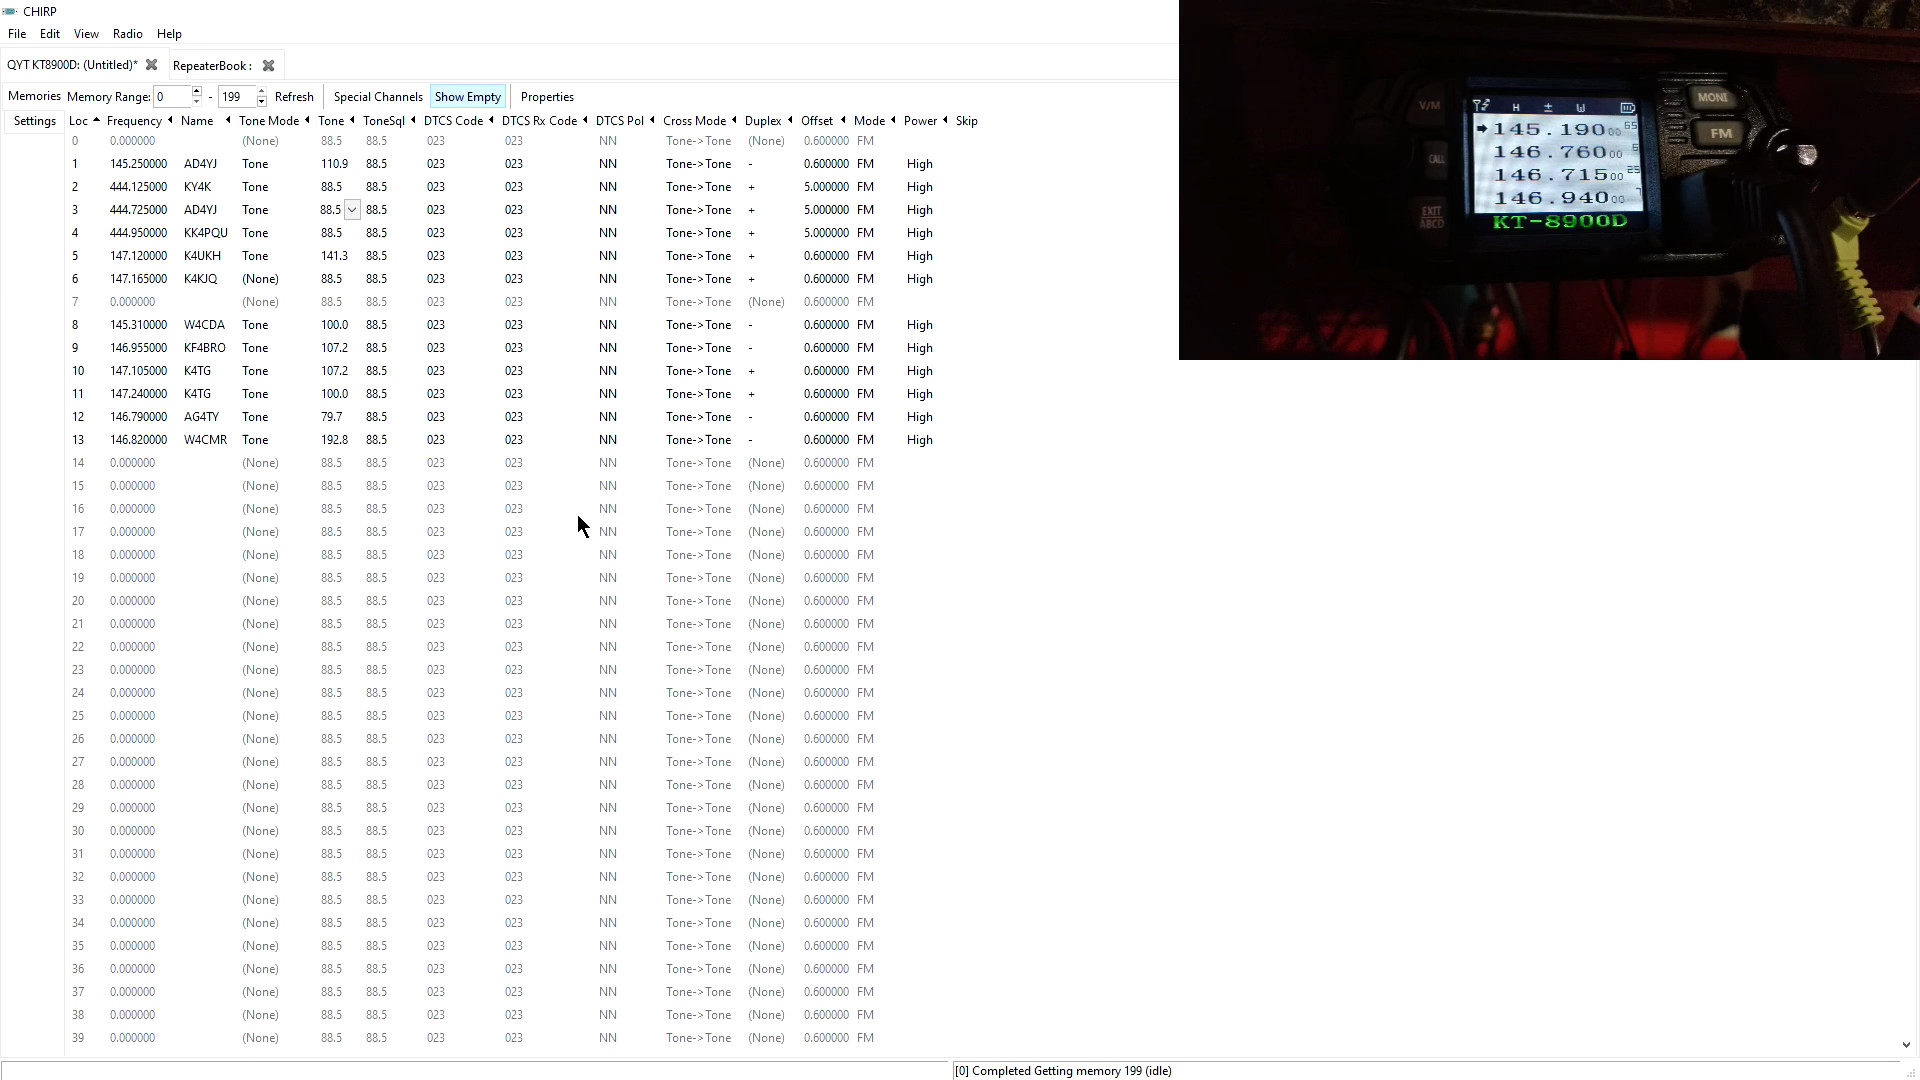 CHIRP
File Edit View Radio Help
QYT KT8900D: (Untitled)* RepeaterBook :
Memories Memory Range: 0 - 199 Refresh Special Channels Show Empty Properties
Settings
Loc Frequency Name Tone Mode Tone ToneSql DTCS Code DTCS Rx Code DTCS Pol Cross Mode Duplex Offset Mode Power Skip
0 0.000000 (None) 88.5 88.5 023 023 NN Tone->Tone (None) 0.600000 FM
1 145.250000 AD4YJ Tone 110.9 88.5 023 023 NN Tone->Tone - 0.600000 FM High
2 444.125000 KY4K Tone 88.5 88.5 023 023 NN Tone->Tone + 5.000000 FM High
3 444.725000 AD4YJ Tone 88.5 88.5 023 023 NN Tone->Tone + 5.000000 FM High
4 444.950000 KK4PQU Tone 88.5 88.5 023 023 NN Tone->Tone + 5.000000 FM High
5 147.120000 K4UKH Tone 141.3 88.5 023 023 NN Tone->Tone + 0.600000 FM High
6 147.165000 K4KJQ (None) 88.5 88.5 023 023 NN Tone->Tone + 0.600000 FM High
7 0.000000 (None) 88.5 88.5 023 023 NN Tone->Tone (None) 0.600000 FM
8 145.310000 W4CDA Tone 100.0 88.5 023 023 NN Tone->Tone - 0.600000 FM High
9 146.955000 KF4BRO Tone 107.2 88.5 023 023 NN Tone->Tone - 0.600000 FM High
10 147.105000 K4TG Tone 107.2 88.5 023 023 NN Tone->Tone + 0.600000 FM High
11 147.240000 K4TG Tone 100.0 88.5 023 023 NN Tone->Tone + 0.600000 FM High
12 146.790000 AG4TY Tone 79.7 88.5 023 023 NN Tone->Tone - 0.600000 FM High
13 146.820000 W4CMR Tone 192.8 88.5 023 023 NN Tone->Tone - 0.600000 FM High
14 0.000000 (None) 88.5 88.5 023 023 NN Tone->Tone (None) 0.600000 FM
15 0.000000 (None) 88.5 88.5 023 023 NN Tone->Tone (None) 0.600000 FM
16 0.000000 (None) 88.5 88.5 023 023 NN Tone->Tone (None) 0.600000 FM
17 0.000000 (None) 88.5 88.5 023 023 NN Tone->Tone (None) 0.600000 FM
18 0.000000 (None) 88.5 88.5 023 023 NN Tone->Tone (None) 0.600000 FM
19 0.000000 (None) 88.5 88.5 023 023 NN Tone->Tone (None) 0.600000 FM
20 0.000000 (None) 88.5 88.5 023 023 NN Tone->Tone (None) 0.600000 FM
21 0.000000 (None) 88.5 88.5 023 023 NN Tone->Tone (None) 0.600000 FM
22 0.000000 (None) 88.5 88.5 023 023 NN Tone->Tone (None) 0.600000 FM
23 0.000000 (None) 88.5 88.5 023 023 NN Tone->Tone (None) 0.600000 FM
24 0.000000 (None) 88.5 88.5 023 023 NN Tone->Tone (None) 0.600000 FM
25 0.000000 (None) 88.5 88.5 023 023 NN Tone->Tone (None) 0.600000 FM
26 0.000000 (None) 88.5 88.5 023 023 NN Tone->Tone (None) 0.600000 FM
27 0.000000 (None) 88.5 88.5 023 023 NN Tone->Tone (None) 0.600000 FM
28 0.000000 (None) 88.5 88.5 023 023 NN Tone->Tone (None) 0.600000 FM
29 0.000000 (None) 88.5 88.5 023 023 NN Tone->Tone (None) 0.600000 FM
30 0.000000 (None) 88.5 88.5 023 023 NN Tone->Tone (None) 0.600000 FM
31 0.000000 (None) 88.5 88.5 023 023 NN Tone->Tone (None) 0.600000 FM
32 0.000000 (None) 88.5 88.5 023 023 NN Tone->Tone (None) 0.600000 FM
33 0.000000 (None) 88.5 88.5 023 023 NN Tone->Tone (None) 0.600000 FM
34 0.000000 (None) 88.5 88.5 023 023 NN Tone->Tone (None) 0.600000 FM
35 0.000000 (None) 88.5 88.5 023 023 NN Tone->Tone (None) 0.600000 FM
36 0.000000 (None) 88.5 88.5 023 023 NN Tone->Tone (None) 0.600000 FM
37 0.000000 (None) 88.5 88.5 023 023 NN Tone->Tone (None) 0.600000 FM
38 0.000000 (None) 88.5 88.5 023 023 NN Tone->Tone (None) 0.600000 FM
39 0.000000 (None) 88.5 88.5 023 023 NN Tone->Tone (None) 0.600000 FM
[0] Completed Getting memory 199 (idle)
V/M
CALL
EXIT
ABCD
H ± W
145.19000 65
146.76000
146.71500 25
146.94000
KT-8900D
MONI
FM